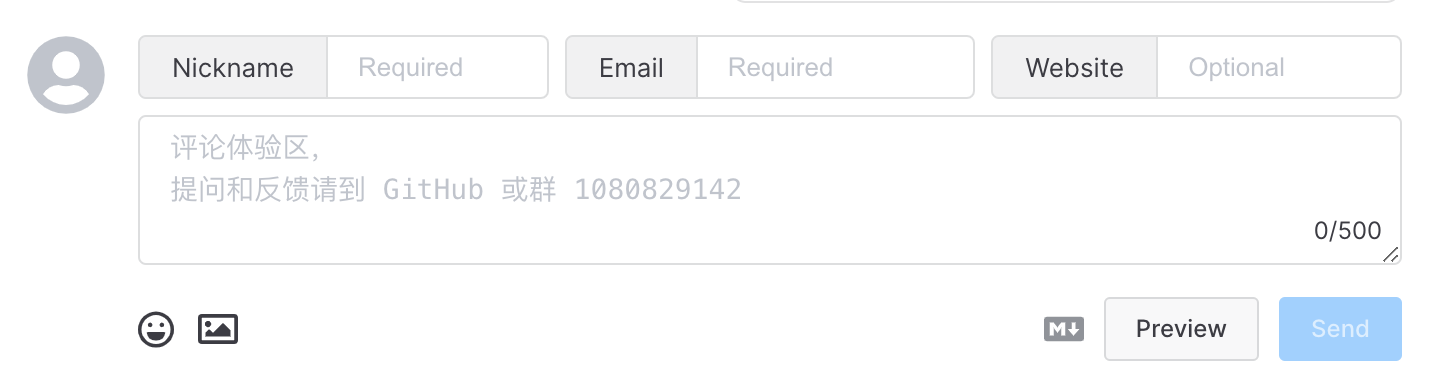 Nickname Required Email Required Website Optional
评论体验区，
提问和反馈请到 GitHub 或群 1080829142
0/500
M Preview Send